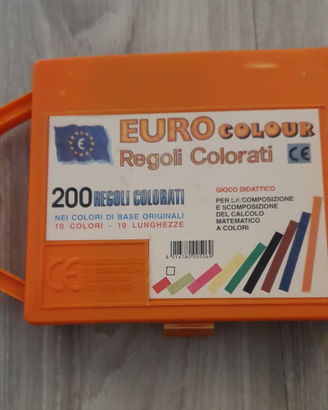 EURO COLOUR
Regoli Colorati
CE
200 REGOLI COLORATI
NEI COLORI DI BASE ORIGINALI
10 COLORI - 10 LUNGHEZZE
GIOCO DIDATTICO
PER LA COMPOSIZIONE
E SCOMPOSIZIONE
DEL CALCOLO
MATEMATICO
A COLORI
CE